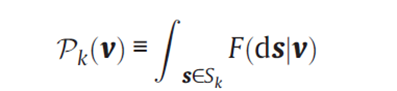 𝒫ₖ(𝒗) ≡ ∫_{𝒔∈Sₖ} F(d𝒔|𝒗)